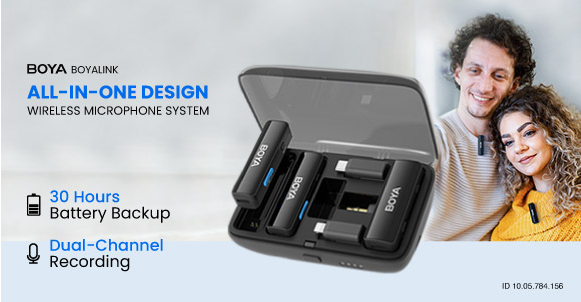 BOYA BOYALINK
ALL-IN-ONE DESIGN
WIRELESS MICROPHONE SYSTEM
30 Hours
Battery Backup
Dual-Channel
Recording
BOYA
BOYA
BOYA
ID 10.05.784.156